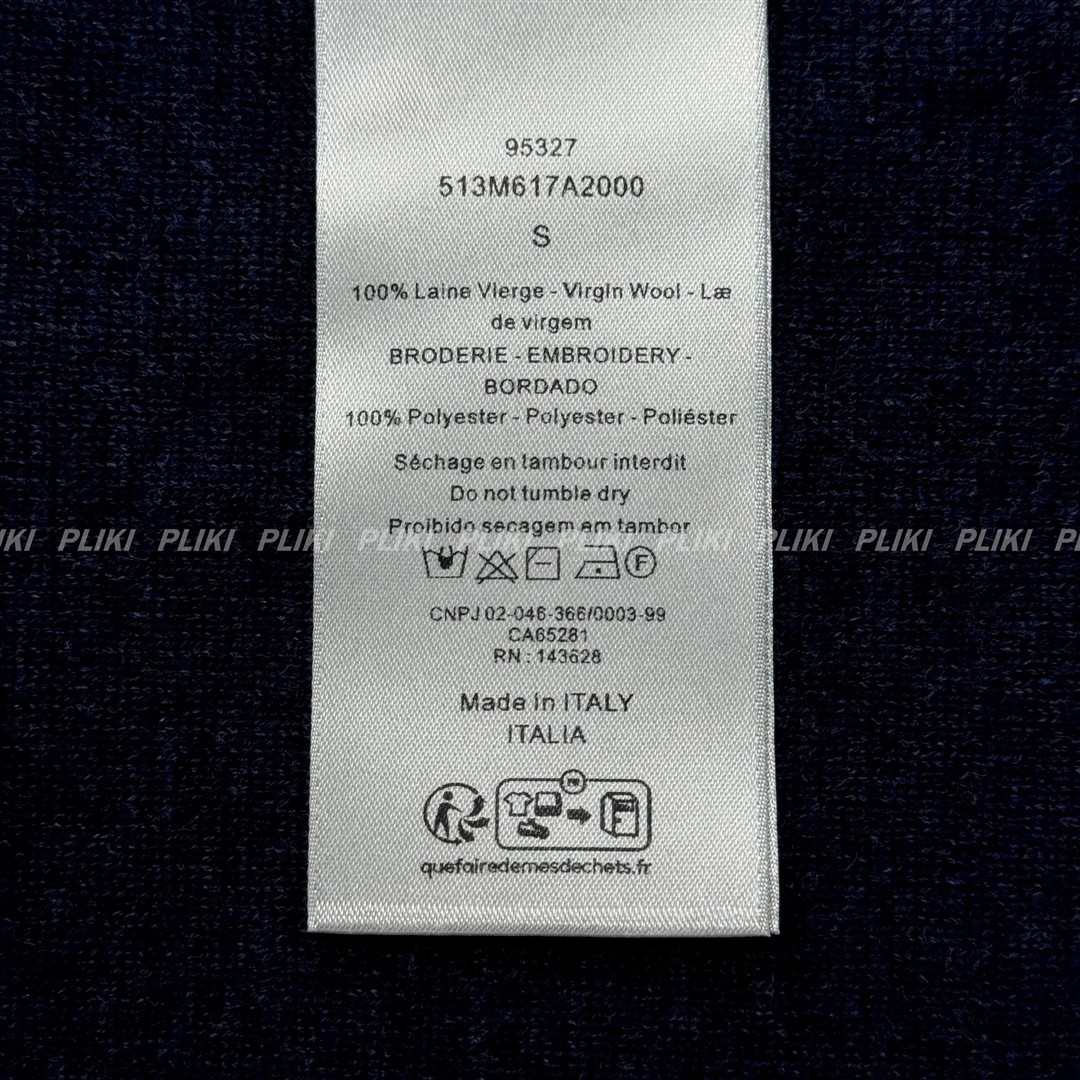 95327
513M617A2000
S
100% Laine Vierge - Virgin Wool - Læ
de virgem
BRODERIE - EMBROIDERY -
BORDADO
100% Polyester - Polyester - Poliéster
Séchage en tambour interdit
Do not tumble dry
Proibido secagem em tambor
IKI PLIKI PLIKI PLIKI PLIKI PLIKI PLIKI PLIKI PLIKI PLIKI PLIKI P
F
CNPJ 02-046-366/0003-99
CA65281
RN : 143628
Made in ITALY
ITALIA
FR
quefairedemesdechets.fr